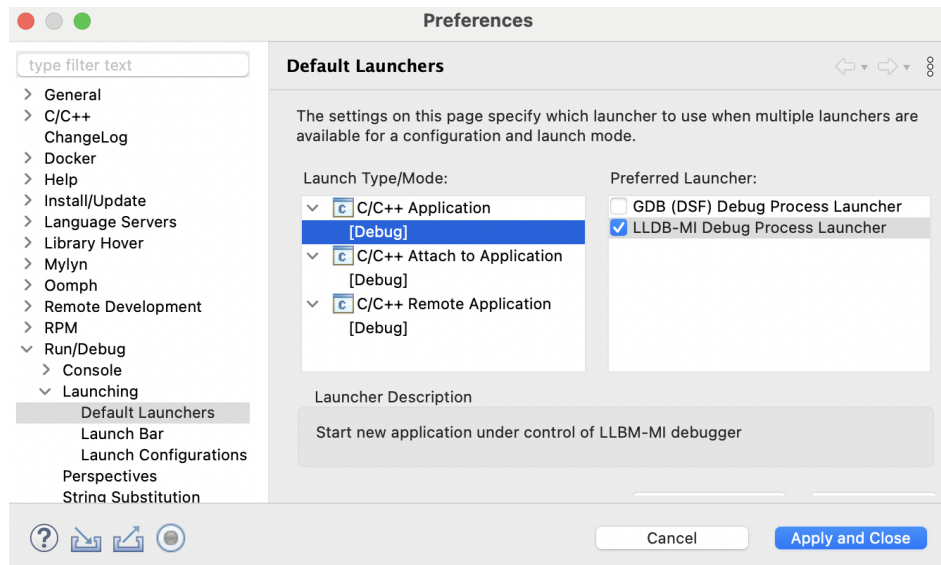 Preferences
type filter text
General
C/C++
ChangeLog
Docker
Help
Install/Update
Language Servers
Library Hover
Mylyn
Oomph
Remote Development
RPM
Run/Debug
Console
Launching
Default Launchers
Launch Bar
Launch Configurations
Perspectives
String Substitution
Default Launchers
The settings on this page specify which launcher to use when multiple launchers are
available for a configuration and launch mode.
Launch Type/Mode:
c C/C++ Application
[Debug]
c C/C++ Attach to Application
[Debug]
c C/C++ Remote Application
[Debug]
Preferred Launcher:
GDB (DSF) Debug Process Launcher
LLDB-MI Debug Process Launcher
Launcher Description
Start new application under control of LLBM-MI debugger
?
Cancel
Apply and Close